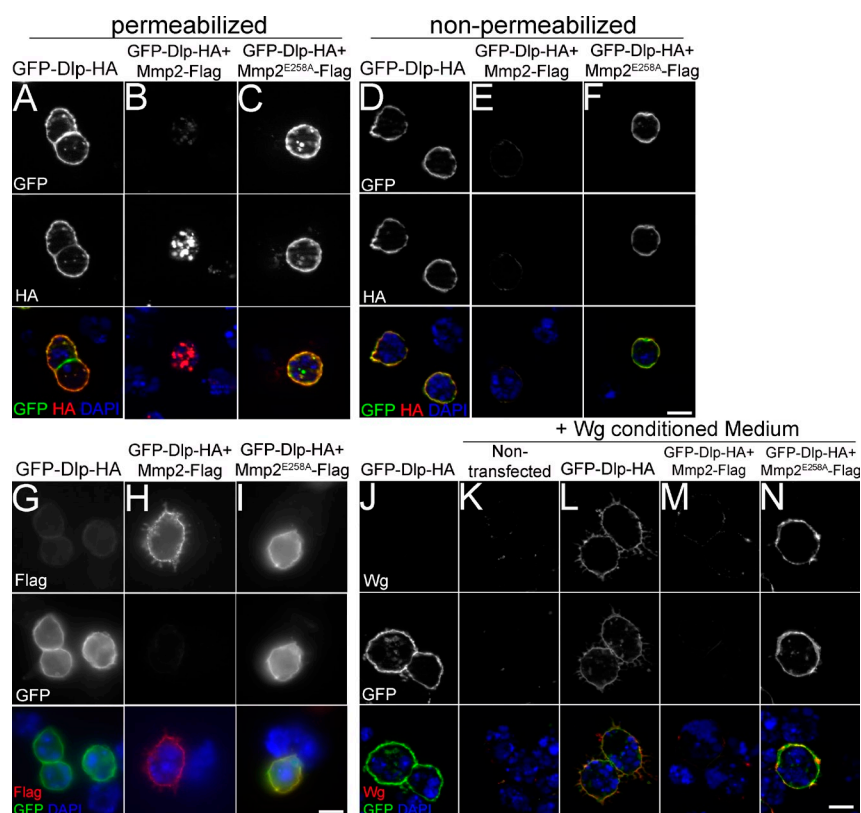 permeabilized
non-permeabilized
GFP-Dlp-HA
GFP-Dlp-HA+
Mmp2-Flag
GFP-Dlp-HA+
Mmp2E258A-Flag
GFP-Dlp-HA
GFP-Dlp-HA+
Mmp2-Flag
GFP-Dlp-HA+
Mmp2E258A-Flag
A B C D E F
GFP GFP
HA HA
GFP HA DAPI GFP HA DAPI
+ Wg conditioned Medium
GFP-Dlp-HA
GFP-Dlp-HA+
Mmp2-Flag
GFP-Dlp-HA+
Mmp2E258A-Flag
GFP-Dlp-HA
Non-
transfected
GFP-Dlp-HA
GFP-Dlp-HA+
Mmp2-Flag
GFP-Dlp-HA+
Mmp2E258A-Flag
G H I J K L M N
Flag Wg
GFP GFP
Flag Wg
GFP DAPI GFP DAPI